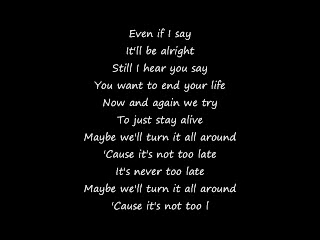 Even if I say
It'll be alright
Still I hear you say
You want to end your life
Now and again we try
To just stay alive
Maybe we'll turn it all around
'Cause it's not too late
It's never too late
Maybe we'll turn it all around
'Cause it's not too l